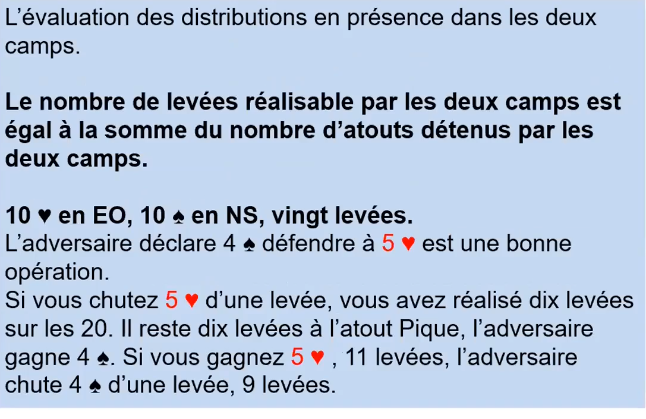 L’évaluation des distributions en présence dans les deux
camps.
Le nombre de levées réalisable par les deux camps est
égal à la somme du nombre d’atouts détenus par les
deux camps.
10 ♥ en EO, 10 ♠ en NS, vingt levées.
L’adversaire déclare 4 ♠ défendre à 5 ♥ est une bonne
opération.
Si vous chutez 5 ♥ d’une levée, vous avez réalisé dix levées
sur les 20. Il reste dix levées à l’atout Pique, l’adversaire
gagne 4 ♠. Si vous gagnez 5 ♥ , 11 levées, l’adversaire
chute 4 ♠ d’une levée, 9 levées.